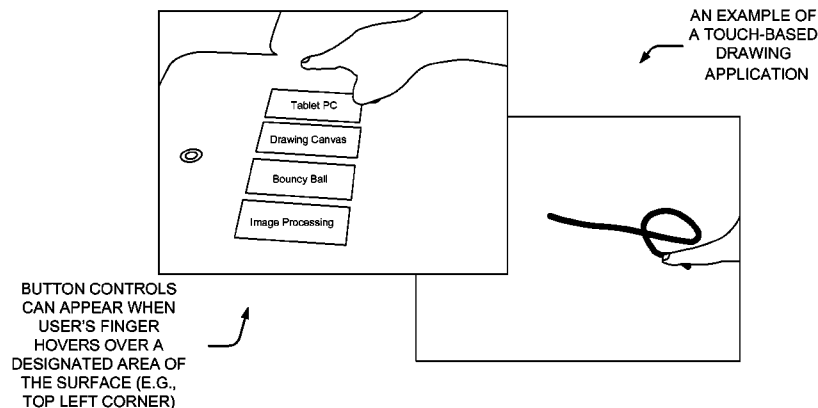 AN EXAMPLE OF
A TOUCH-BASED
DRAWING
APPLICATION
Tablet PC
Drawing Canvas
Bouncy Ball
Image Processing
BUTTON CONTROLS
CAN APPEAR WHEN
USER'S FINGER
HOVERS OVER A
DESIGNATED AREA OF
THE SURFACE (E.G.,
TOP LEFT CORNER)